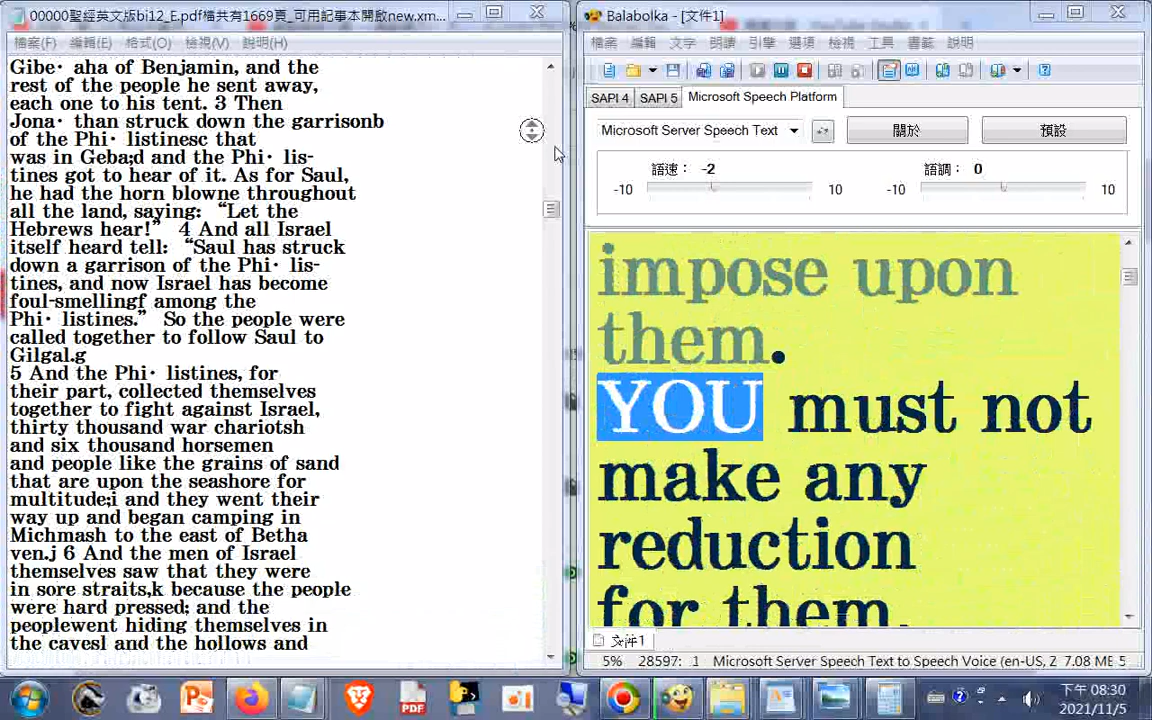 00000聖經英文版bi12_E.pdf檔共有1669頁_可用記事本開啟new.xm...
檔案(F) 編輯(E) 格式(O) 檢視(V) 說明(H)
Gibe· aha of Benjamin, and the
rest of the people he sent away,
each one to his tent. 3 Then
Jona· than struck down the garrisonb
of the Phi· listinesc that
was in Geba;d and the Phi· lis-
tines got to hear of it. As for Saul,
he had the horn blowne throughout
all the land, saying: “Let the
Hebrews hear!” 4 And all Israel
itself heard tell: “Saul has struck
down a garrison of the Phi· lis-
tines, and now Israel has become
foul-smellingf among the
Phi· listines.” So the people were
called together to follow Saul to
Gilgal.g
5 And the Phi· listines, for
their part, collected themselves
together to fight against Israel,
thirty thousand war chariotsh
and six thousand horsemen
and people like the grains of sand
that are upon the seashore for
multitude;i and they went their
way up and began camping in
Michmash to the east of Betha
ven.j 6 And the men of Israel
themselves saw that they were
in sore straits,k because the people
were hard pressed; and the
peoplewent hiding themselves in
the cavesl and the hollows and
Balabolka - [文件1]
檔案 編輯 文字 朗讀 引擎 選項 檢視 工具 書籤 說明
SAPI 4 SAPI 5 Microsoft Speech Platform
Microsoft Server Speech Text 關於 預設
語速： -2 語調： 0
-10 10 -10 10
impose upon
them.
YOU must not
make any
reduction
for them.
文件1
5% 28597: 1 Microsoft Server Speech Text to Speech Voice (en-US, 2 7.08 MB 5
PDF
下午 08:30
2021/11/5